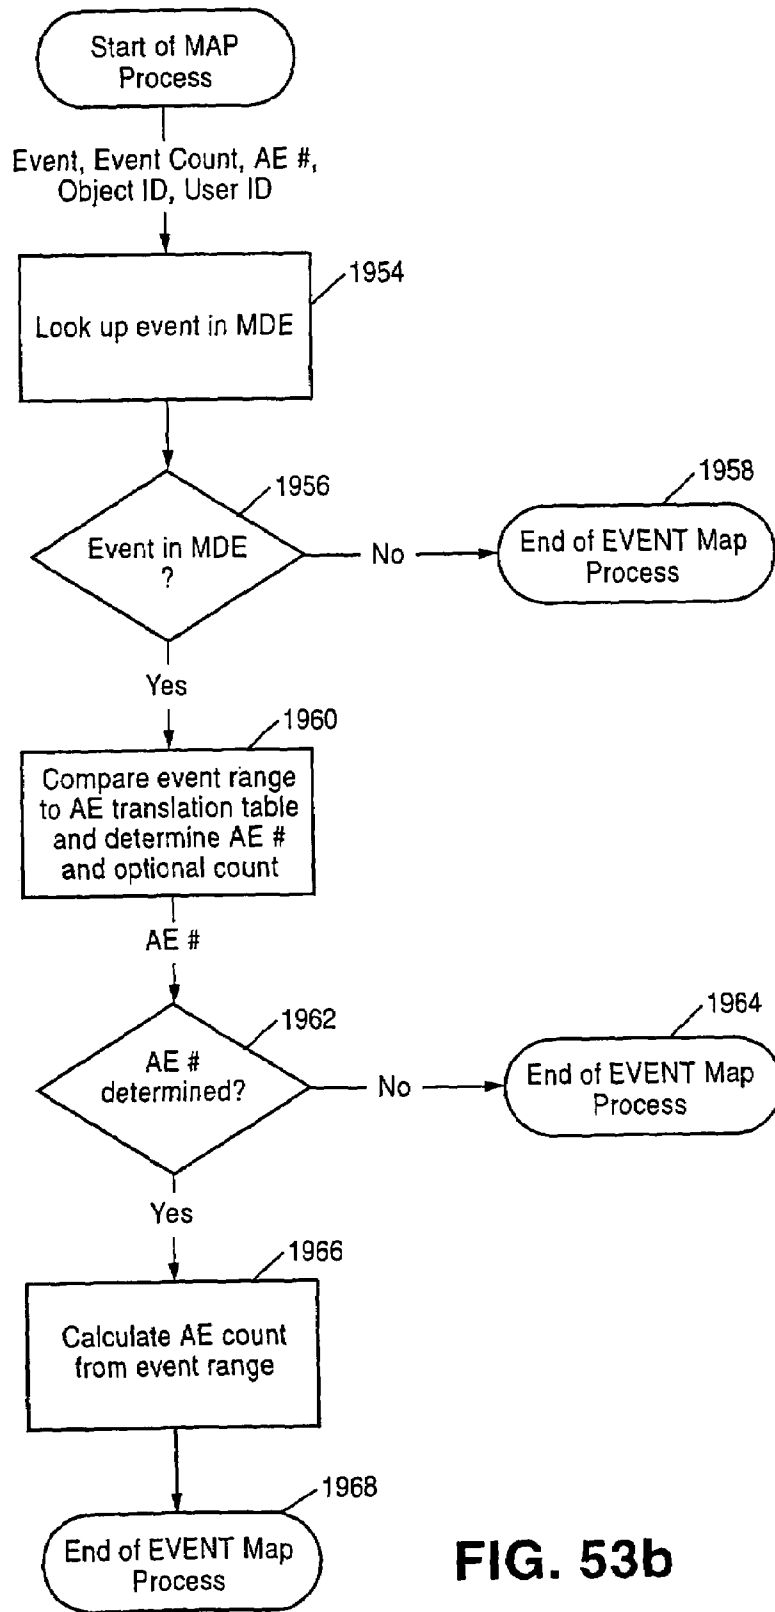 Start of MAP
Process
Event, Event Count, AE #,
Object ID, User ID
1954
Look up event in MDE
1956
Event in MDE
?
No
1958
End of EVENT Map
Process
Yes
1960
Compare event range
to AE translation table
and determine AE #
and optional count
AE #
1962
AE #
determined?
No
1964
End of EVENT Map
Process
Yes
1966
Calculate AE count
from event range
1968
End of EVENT Map
Process
FIG. 53b